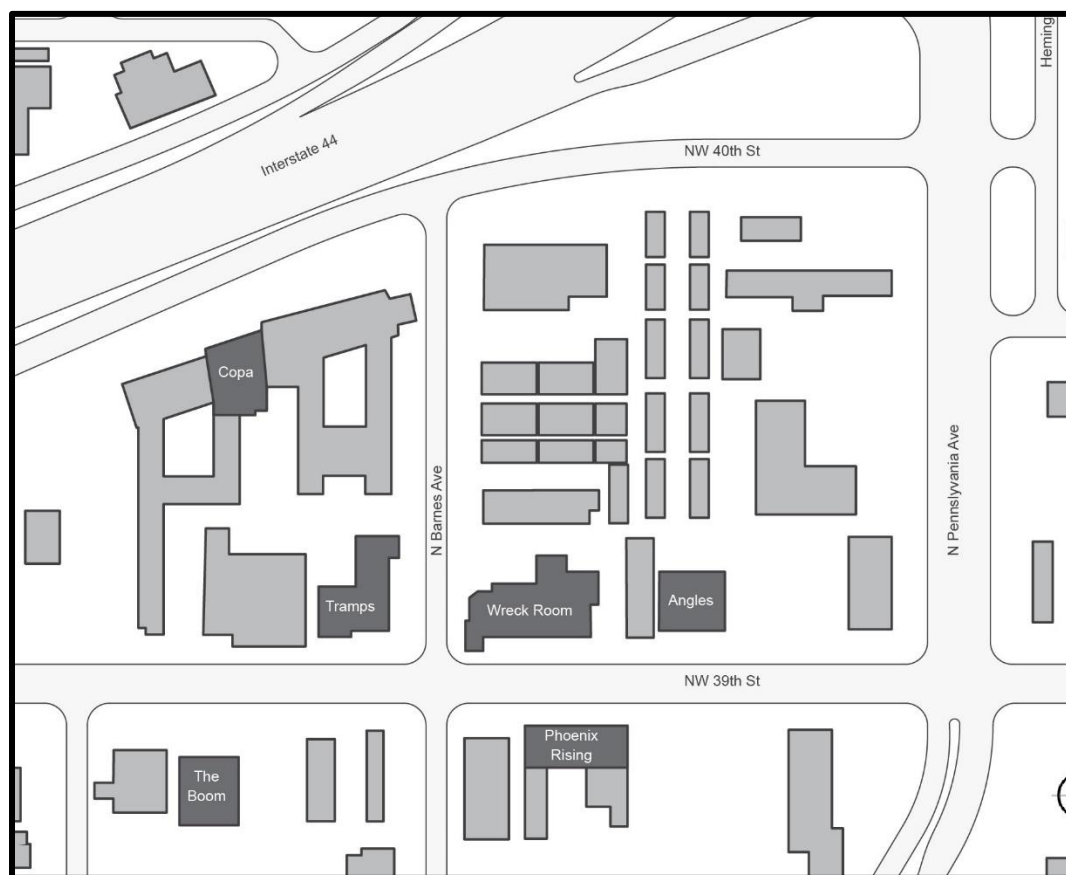 Heming
Interstate 44
NW 40th St
Copa
N Barnes Ave
N Pennslyvania Ave
Tramps
Wreck Room
Angles
NW 39th St
Phoenix
Rising
The
Boom